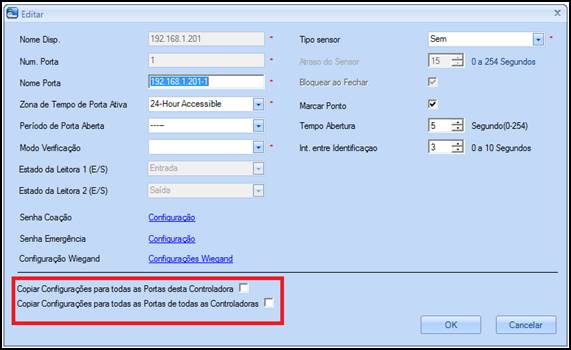 Editar
Nome Disp. 192.168.1.201 * Tipo sensor Sem *
Num. Porta 1 * Atraso do Sensor 15 0 a 254 Segundos
Nome Porta 192.168.1.201-1 * Bloquear ao Fechar
Zona de Tempo de Porta Ativa 24-Hour Accessible * Marcar Ponto
Período de Porta Aberta ----- Tempo Abertura 5 Segundo(0-254)
Modo Verificação * Int. entre Identificaçao 3 0 a 10 Segundos
Estado da Leitora 1 (E/S) Entrada
Estado da Leitora 2 (E/S) Saída
Senha Coação Configuração
Senha Emergência Configuração
Configuração Wiegand Configurações Wiegand
Copiar Configurações para todas as Portas desta Controladora
Copiar Configurações para todas as Portas de todas as Controladoras
OK Cancelar